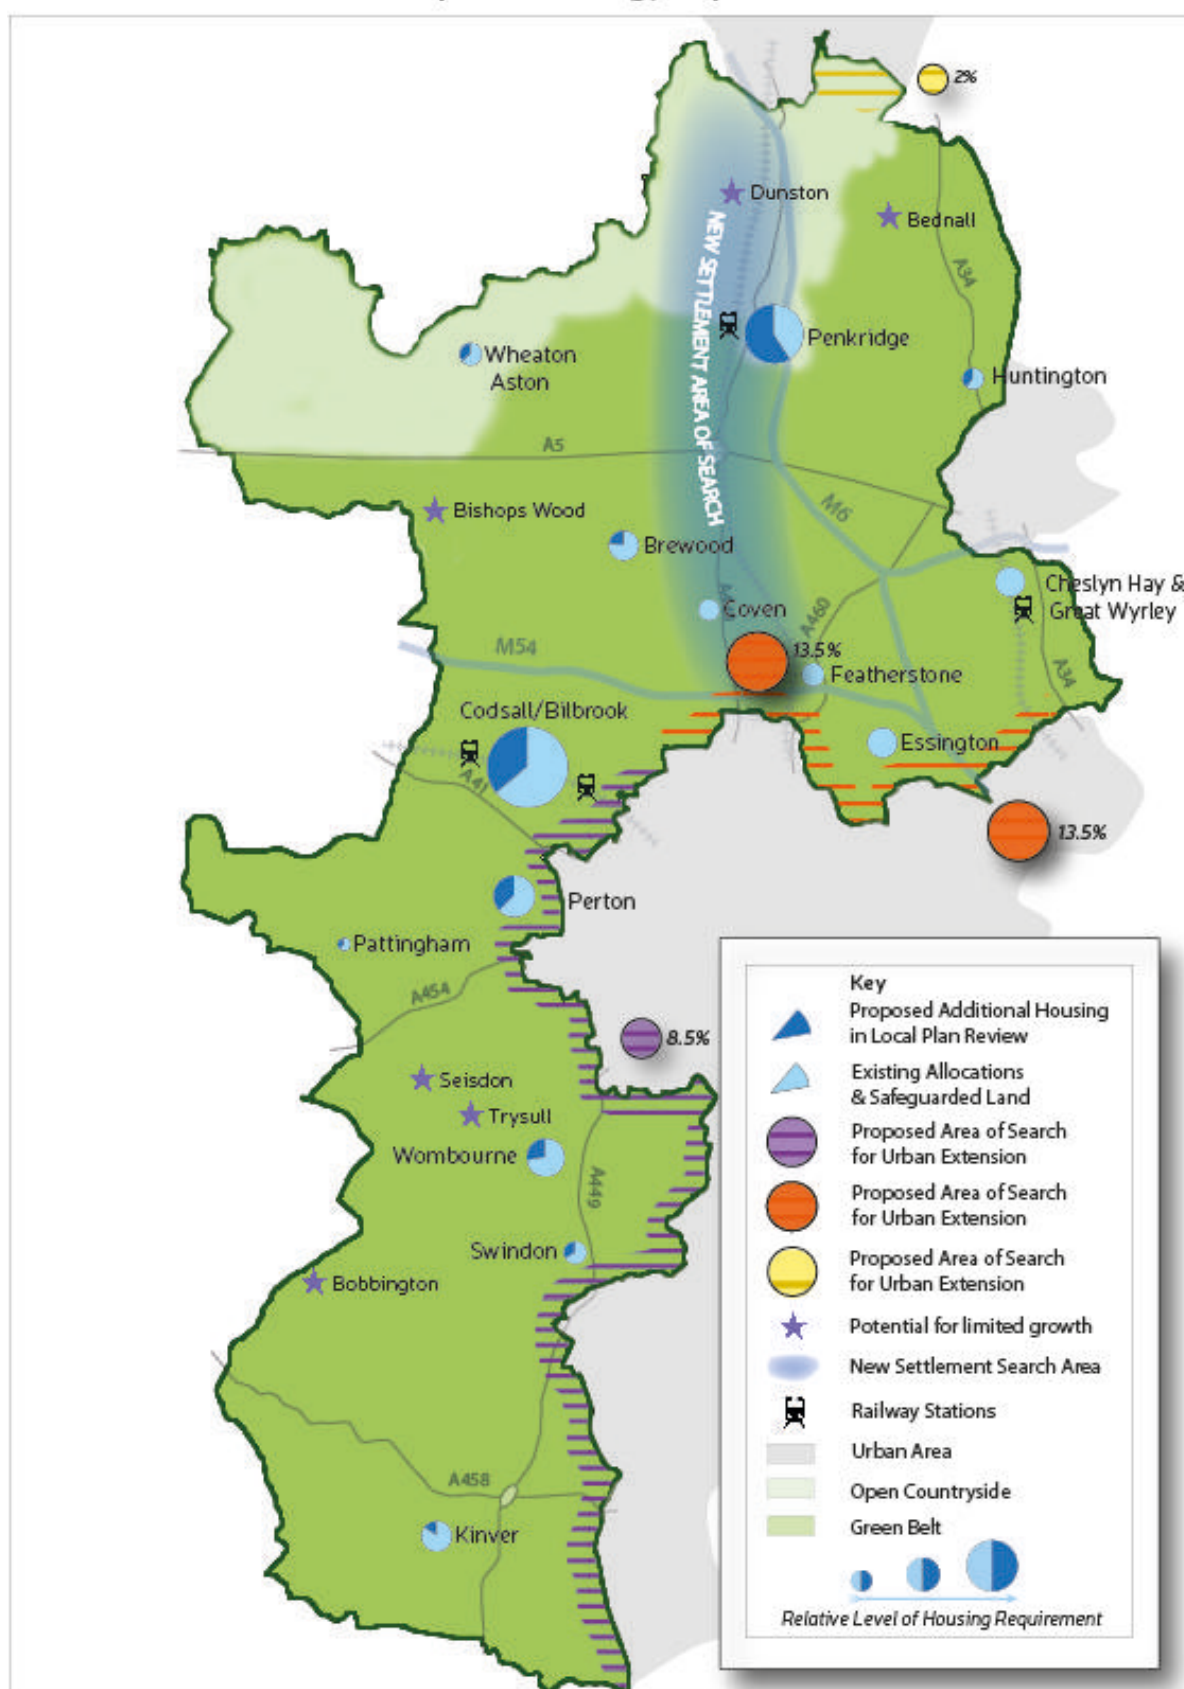 2%
Dunston
Bednall
A34
NEW SETTLEMENT AREA OF SEARCH
Penkridge
Wheaton
Aston
Huntington
A5
M6
Bishops Wood
Brewood
Cheslyn Hay &
Great Wyrley
Coven
A460
M54
13.5%
Featherstone
A34
Codsall/Bilbrook
Essington
A41
13.5%
Perton
Pattingham
A454
8.5%
Seisdon
Trysull
Wombourne
A449
Swindon
Bobbington
A458
Kinver
Key
Proposed Additional Housing
in Local Plan Review
Existing Allocations
& Safeguarded Land
Proposed Area of Search
for Urban Extension
Proposed Area of Search
for Urban Extension
Proposed Area of Search
for Urban Extension
Potential for limited growth
New Settlement Search Area
Railway Stations
Urban Area
Open Countryside
Green Belt
Relative Level of Housing Requirement